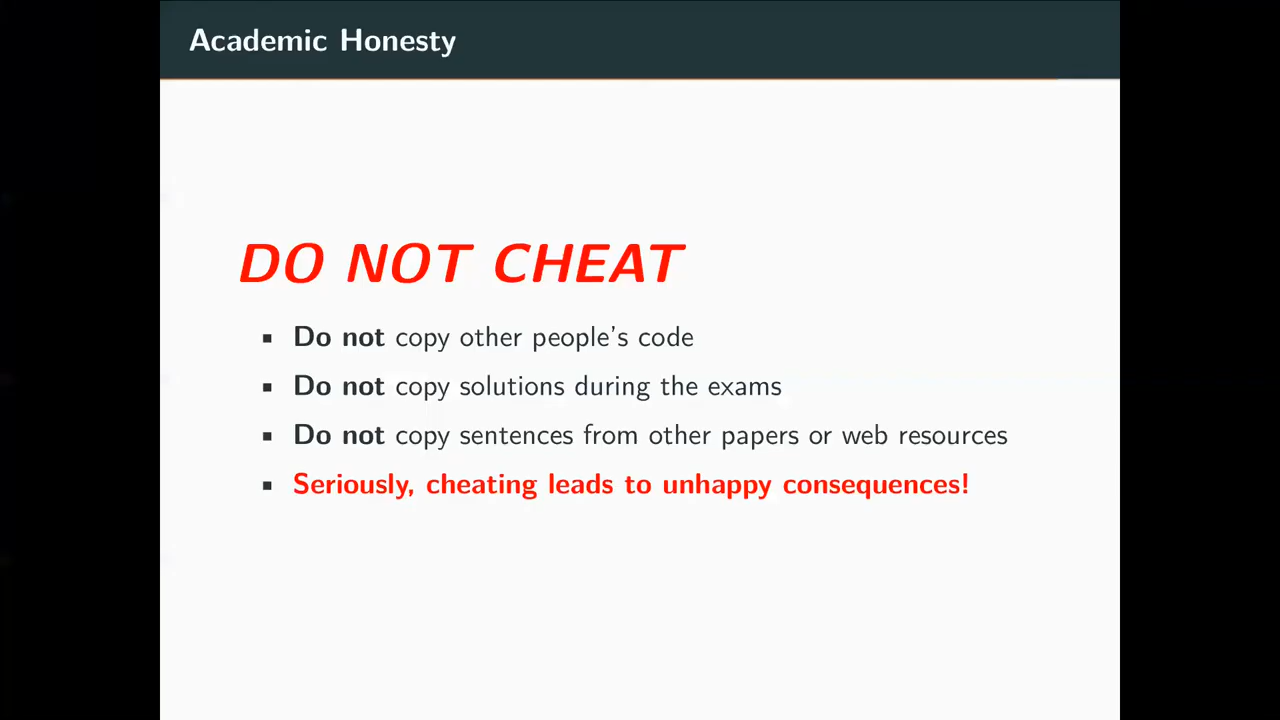 Academic Honesty
DO NOT CHEAT
▪ Do not copy other people's code
▪ Do not copy solutions during the exams
▪ Do not copy sentences from other papers or web resources
▪ Seriously, cheating leads to unhappy consequences!